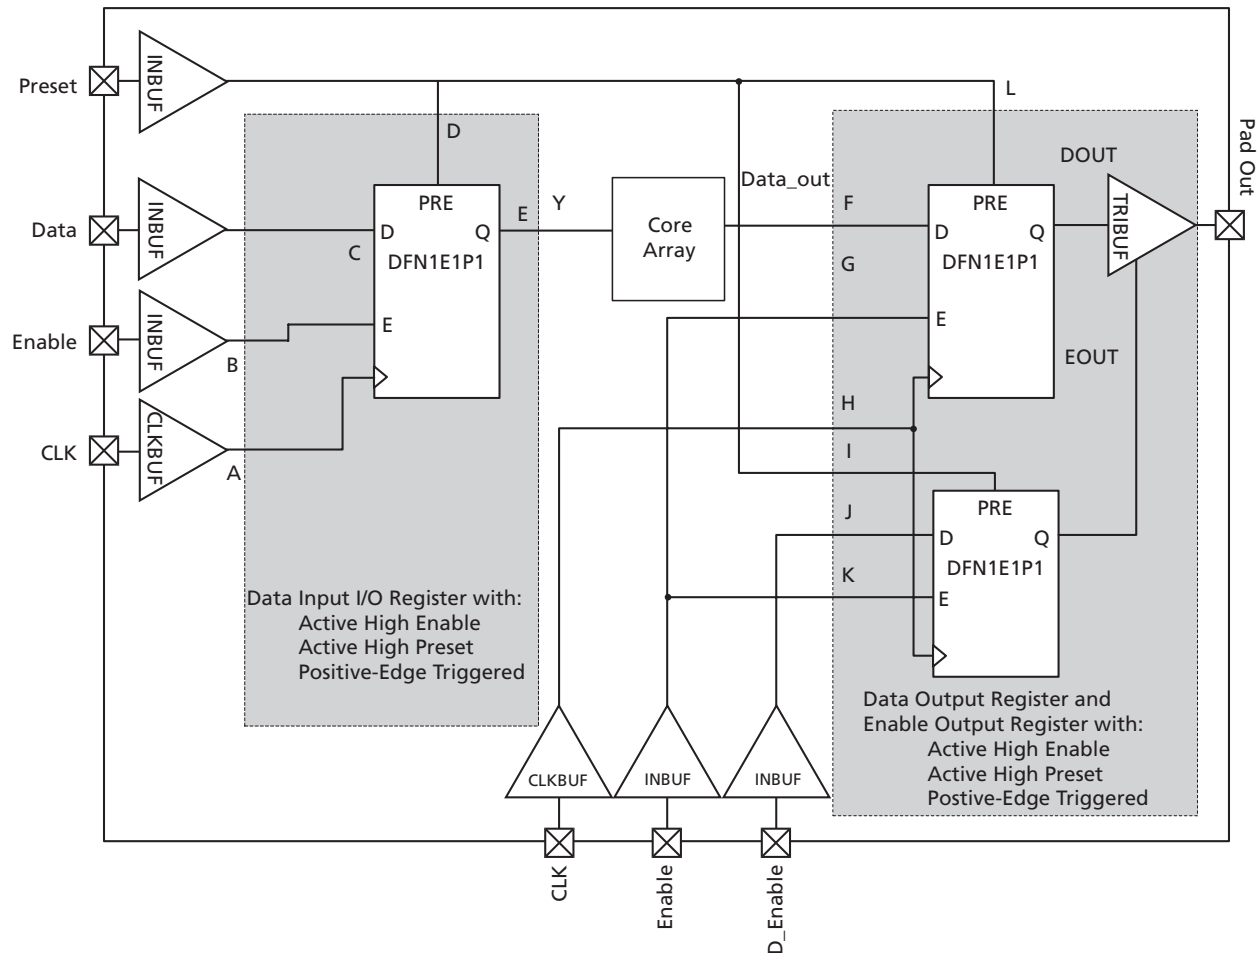 Preset
INBUF
L
D
Pad Out
DOUT
PRE
Data_out
PRE
TRIBUF
Data
INBUF
C
D
Q
E
Y
Core
Array
F
D
Q
DFN1E1P1
G
DFN1E1P1
Enable
INBUF
B
E
E
EOUT
CLK
CLKBUF
A
H
I
PRE
J
D
Q
DFN1E1P1
K
E
Data Input I/O Register with:
Active High Enable
Active High Preset
Positive-Edge Triggered
Data Output Register and
Enable Output Register with:
Active High Enable
Active High Preset
Postive-Edge Triggered
CLKBUF
INBUF
INBUF
CLK
Enable
D_Enable